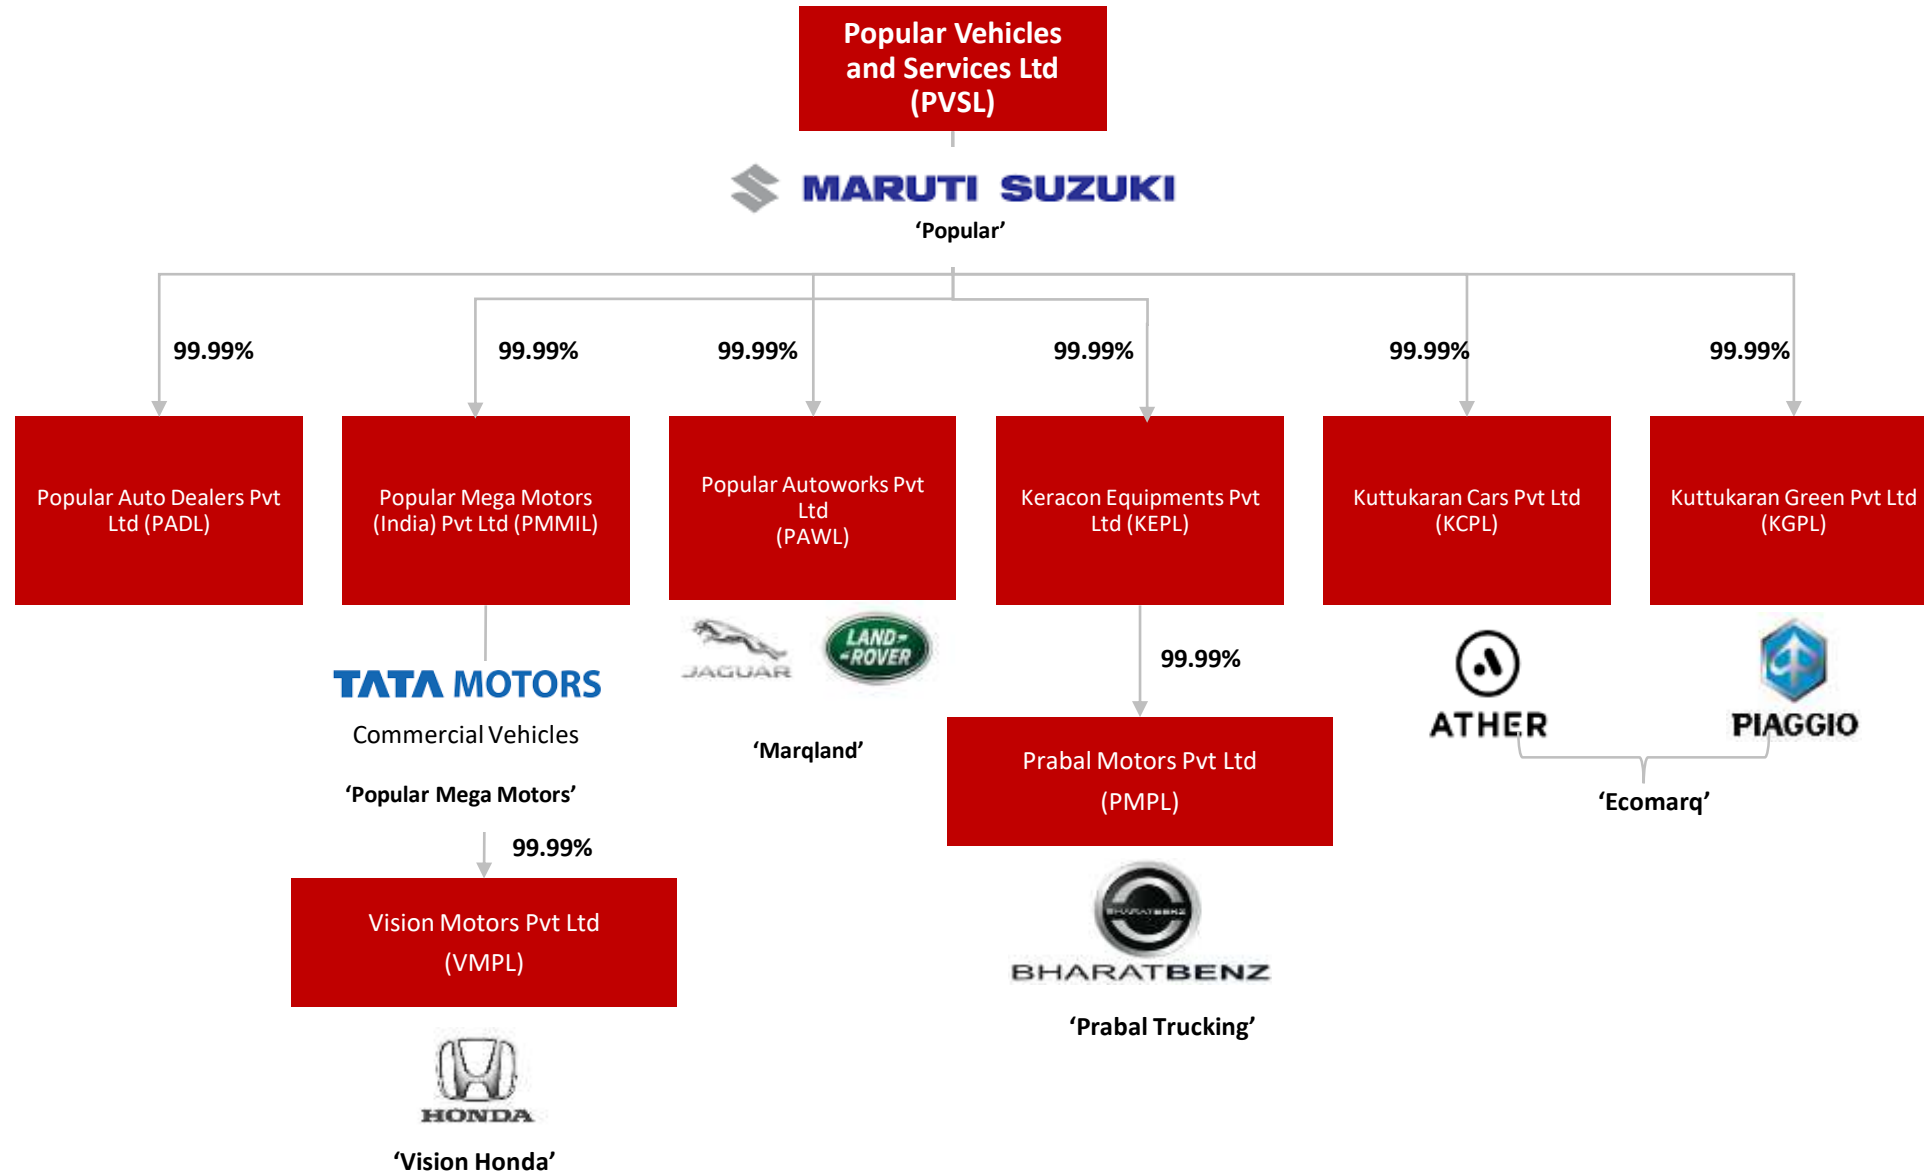 Popular Vehicles
and Services Ltd
(PVSL)
MARUTI SUZUKI
‘Popular’
99.99%
99.99%
99.99%
99.99%
99.99%
99.99%
Popular Auto Dealers Pvt
Ltd (PADL)
Popular Mega Motors
(India) Pvt Ltd (PMMIL)
Popular Autoworks Pvt
Ltd
(PAWL)
Keracon Equipments Pvt
Ltd (KEPL)
Kuttukaran Cars Pvt Ltd
(KCPL)
Kuttukaran Green Pvt Ltd
(KGPL)
TATA MOTORS
Commercial Vehicles
‘Popular Mega Motors’
99.99%
Vision Motors Pvt Ltd
(VMPL)
HONDA
‘Vision Honda’
JAGUAR
LAND-
-ROVER
‘Marqland’
99.99%
Prabal Motors Pvt Ltd
(PMPL)
BHARATBENZ
BHARATBENZ
‘Prabal Trucking’
ATHER
PIAGGIO
‘Ecomarq’